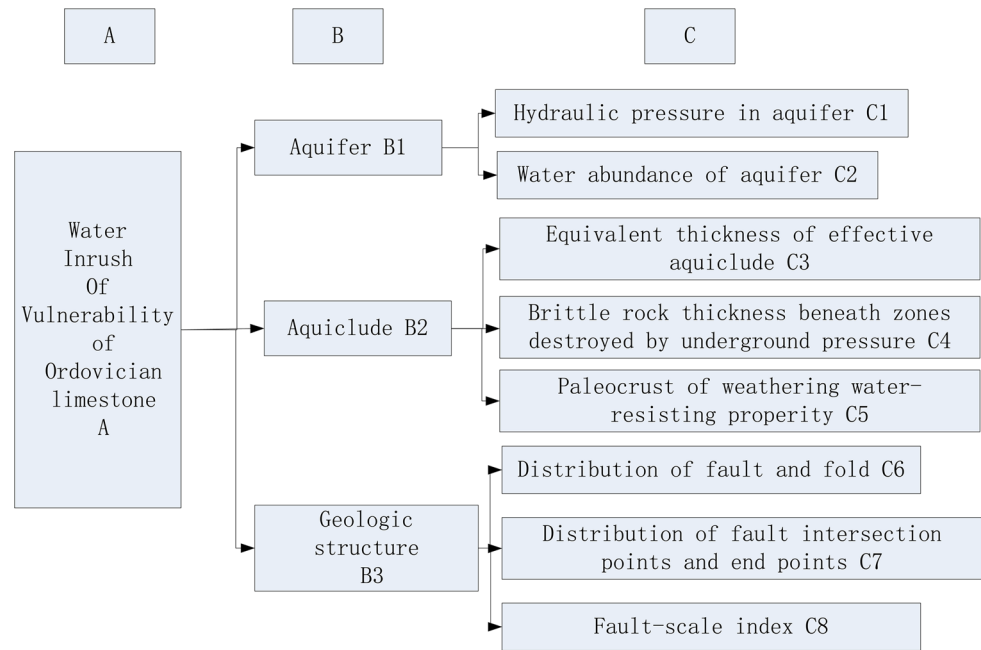 A
B
C
Water
Inrush
Of
Vulnerability
of
Ordovician
limestone
A
Aquifer B1
Aquiclude B2
Geologic
structure
B3
Hydraulic pressure in aquifer C1
Water abundance of aquifer C2
Equivalent thickness of effective
aquiclude C3
Brittle rock thickness beneath zones
destroyed by underground pressure C4
Paleocrust of weathering water-
resisting properity C5
Distribution of fault and fold C6
Distribution of fault intersection
points and end points C7
Fault-scale index C8